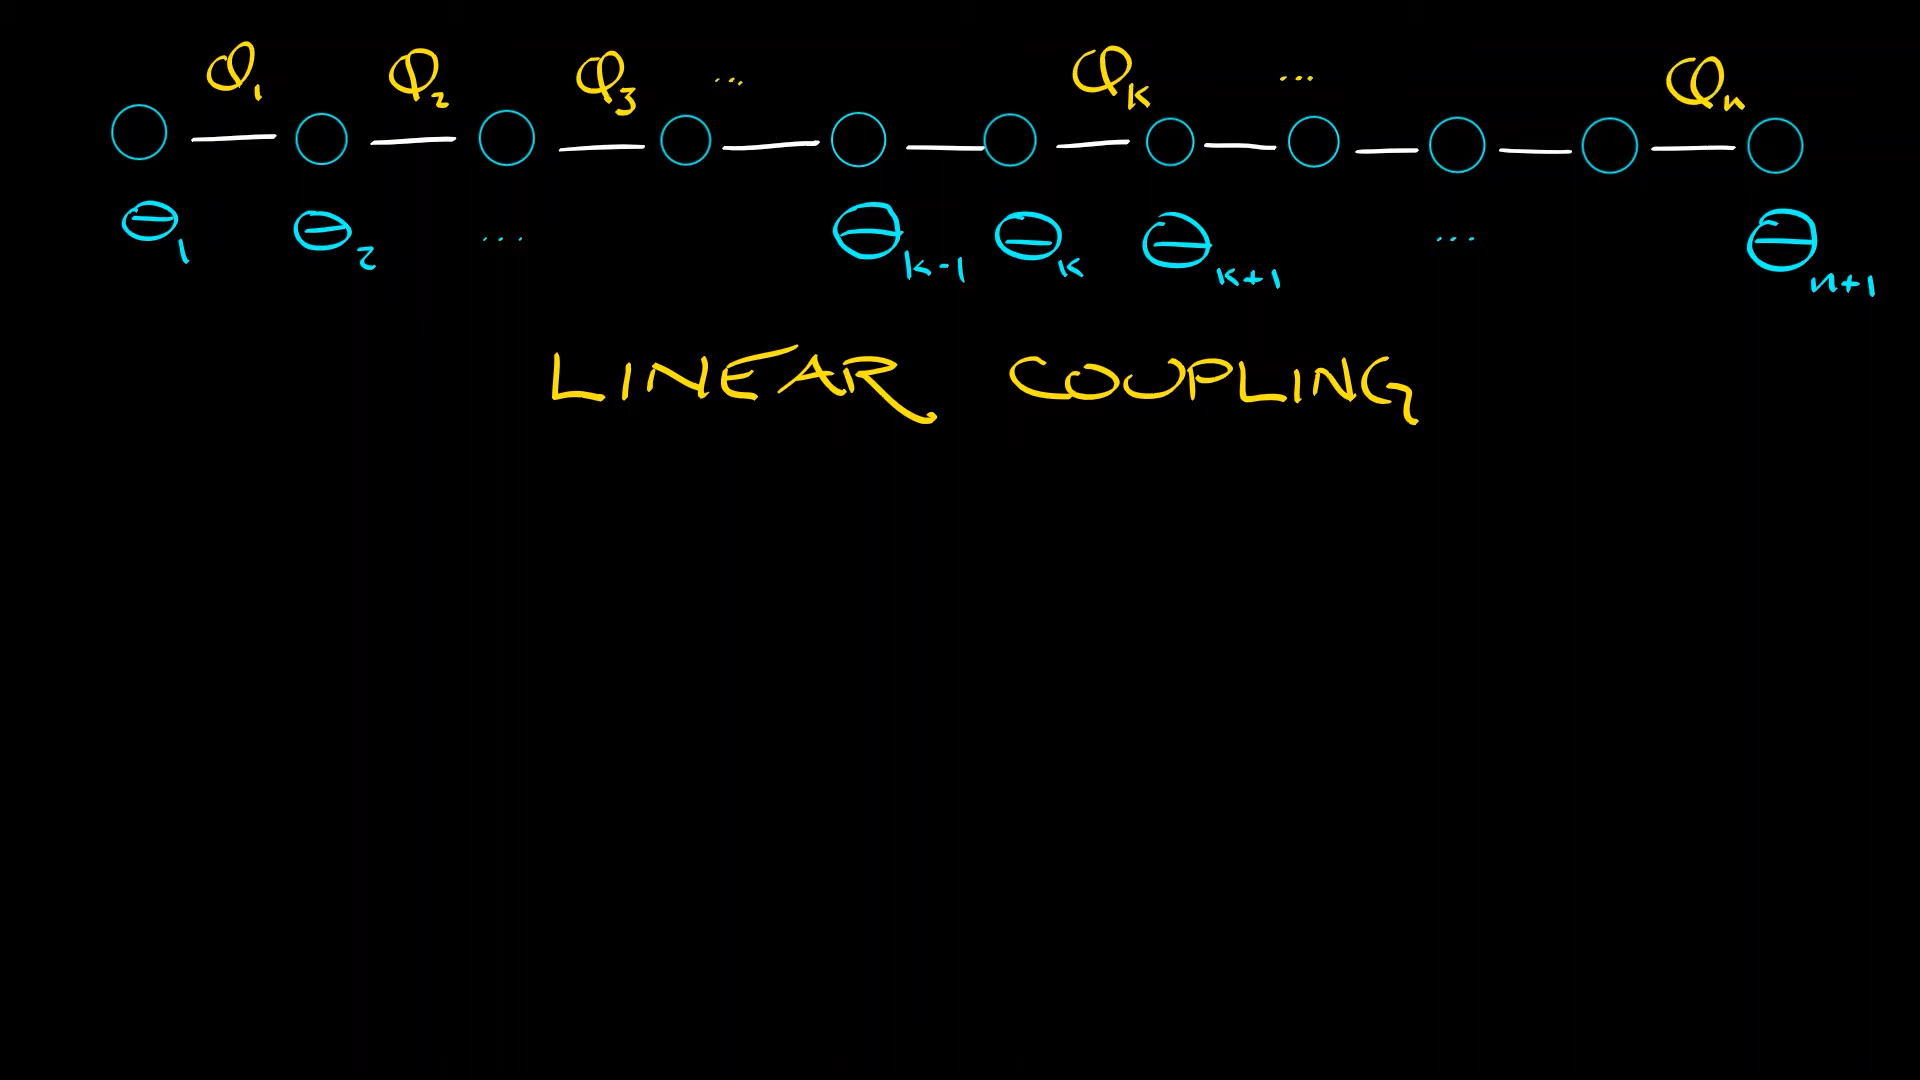 φ₁ φ₂ φ₃ ... φₖ ... φₙ
θ₁ θ₂ ... θₖ₋₁ θₖ θₖ₊₁ ... θₙ₊₁
LINEAR COUPLING